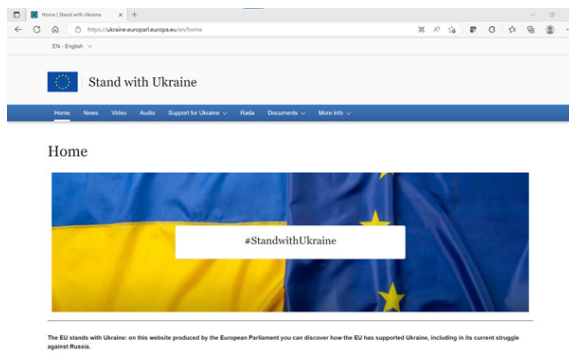 Home | Stand with Ukraine
https://ukraine.europarl.europa.eu/en/home
EN - English
Stand with Ukraine
Home News Video Audio Support for Ukraine Rada Documents More info
Home
#StandwithUkraine
The EU stands with Ukraine: on this website produced by the European Parliament you can discover how the EU has supported Ukraine, including in its current struggle
against Russia.